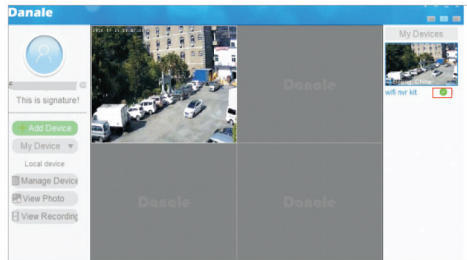 Danale
My Devices
wifi nvr kit
This is signature!
+ Add Device
My Device
Local device
Manage Device
View Photo
View Recording
Danale
Danale
Danale